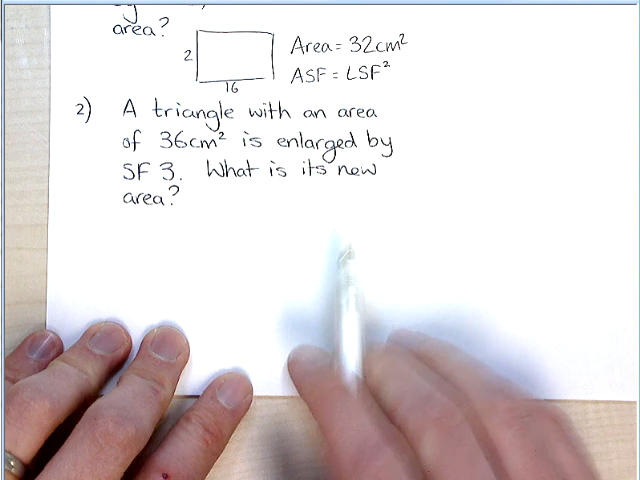 area?
2
16
Area = 32cm²
ASF = LSF²
2) A triangle with an area
of 36cm² is enlarged by
SF 3. What is its new
area?